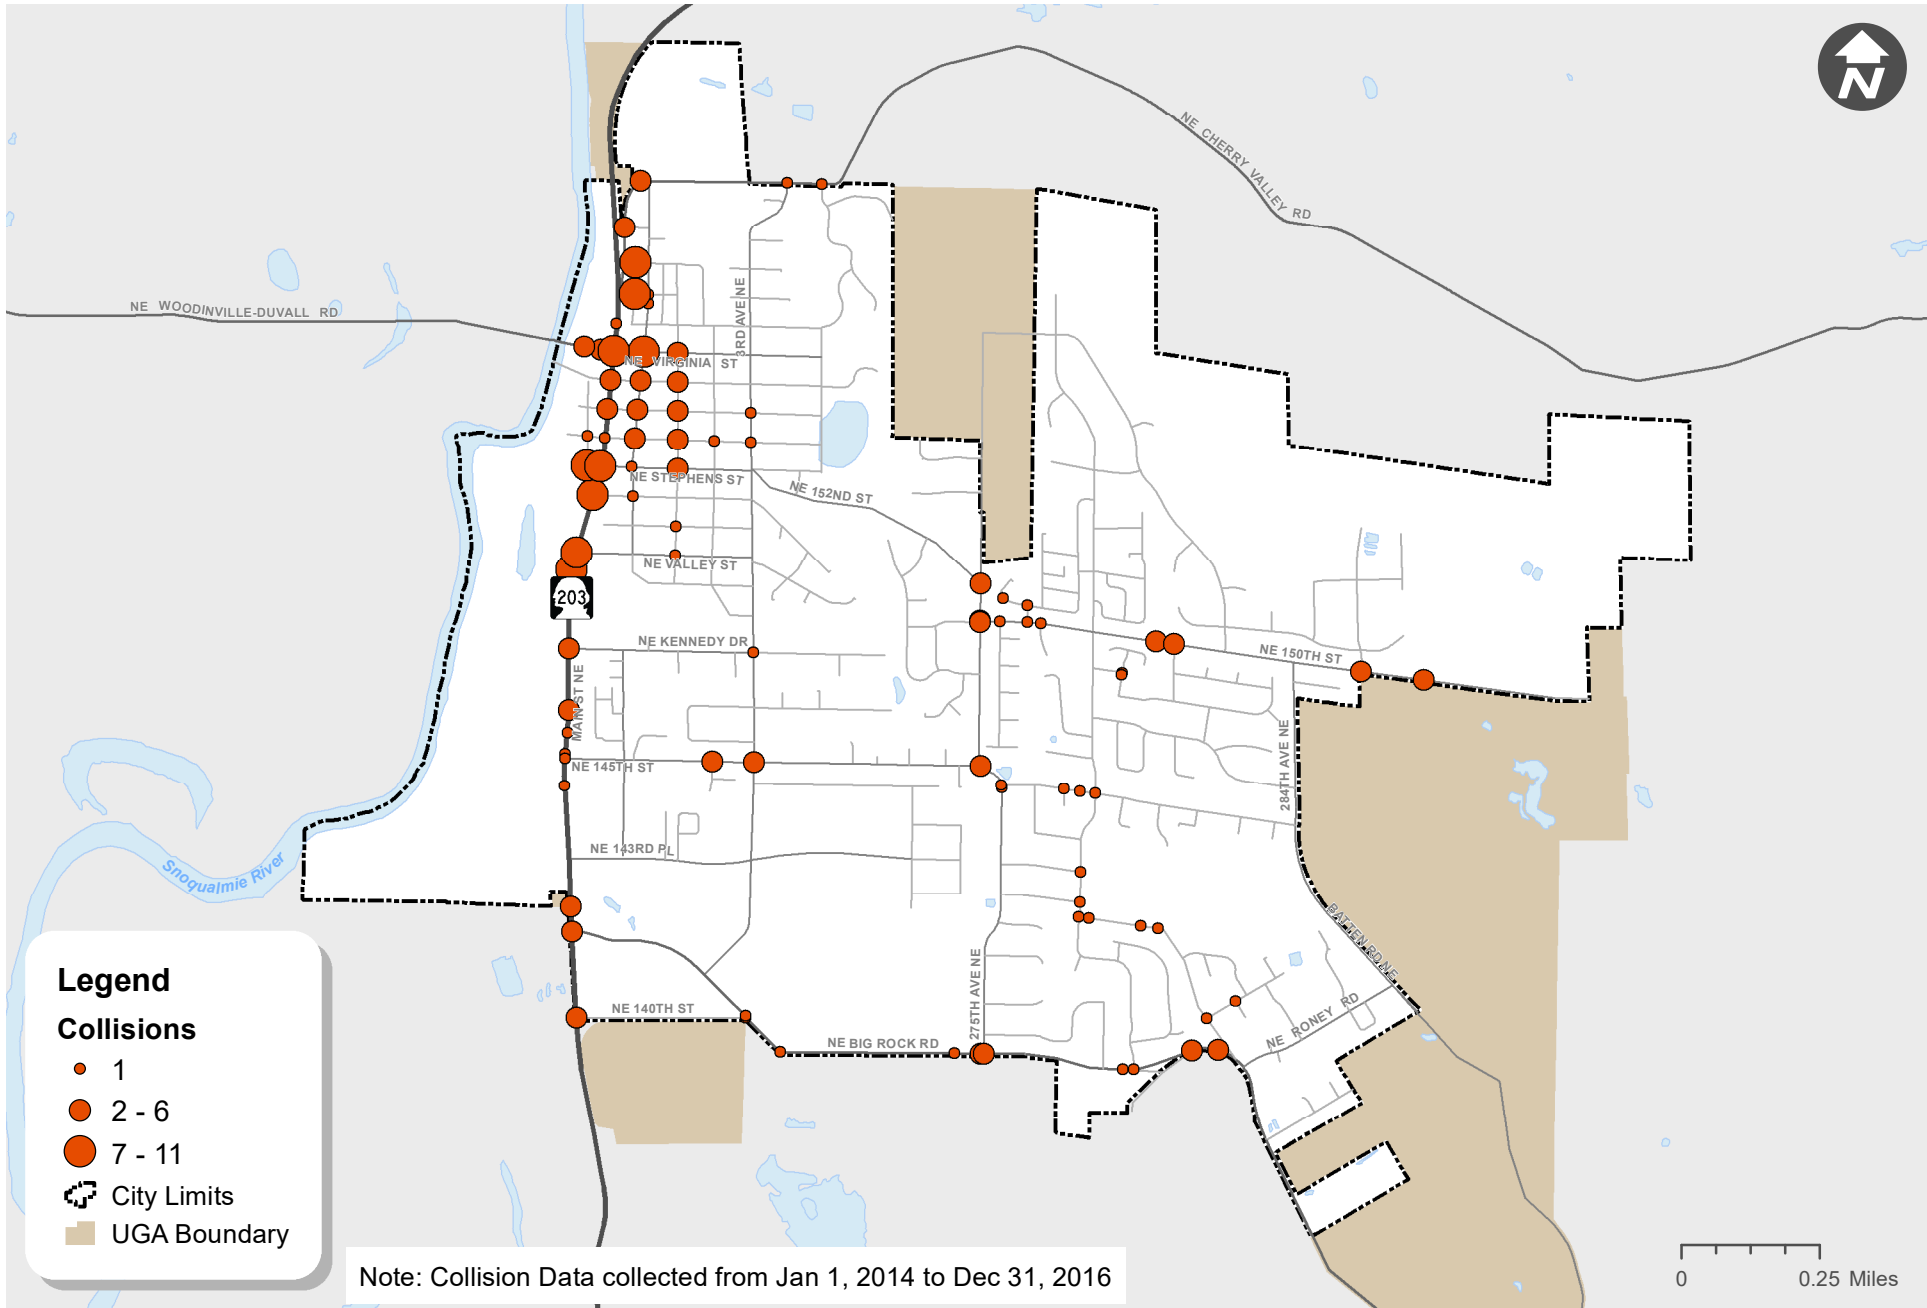 N
NE CHERRY VALLEY RD
NE WOODINVILLE-DUVALL RD
3RD AVE NE
NE VIRGINIA ST
NE STEPHENS ST
NE 152ND ST
NE VALLEY ST
203
NE KENNEDY DR
NE 150TH ST
MAIN ST NE
NE 145TH ST
284TH AVE NE
NE 143RD PL
Snoqualmie River
BATTEN RD NE
275TH AVE NE
NE 140TH ST
NE RONEY RD
NE BIG ROCK RD
Legend
Collisions
1
2 - 6
7 - 11
City Limits
UGA Boundary
Note: Collision Data collected from Jan 1, 2014 to Dec 31, 2016
0 0.25 Miles